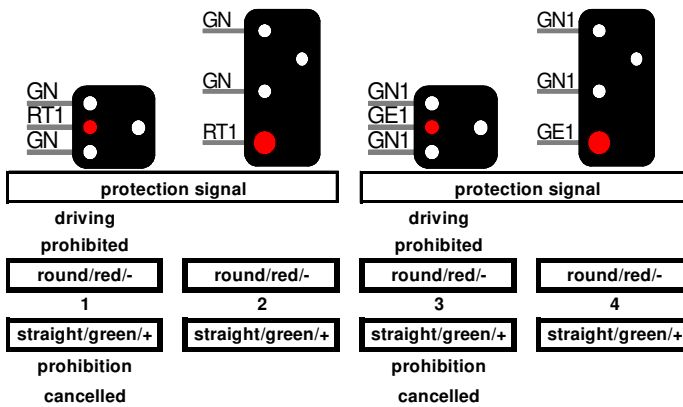 GN
GN
RT1
GN
RT1
GN
GN1
GN1
GE1
GN1
GE1
GN1
protection signal
protection signal
driving
driving
prohibited
prohibited
round/red/-
round/red/-
round/red/-
round/red/-
1
2
3
4
straight/green/+
straight/green/+
straight/green/+
straight/green/+
prohibition
prohibition
cancelled
cancelled